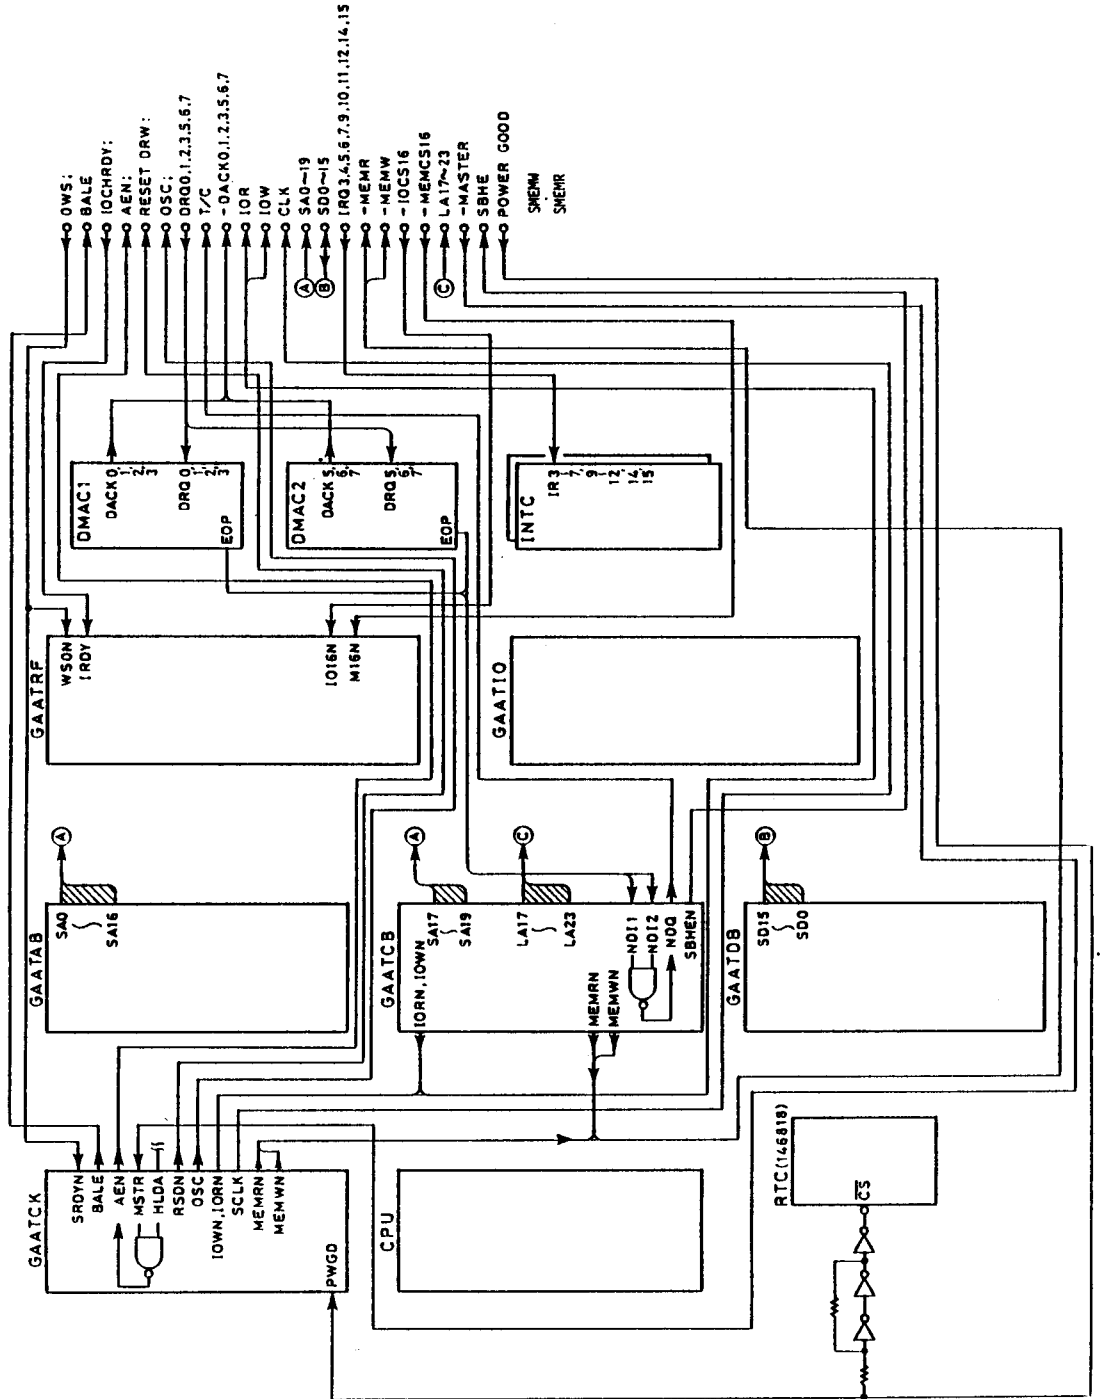 OWS;
BALE
IOCHRDY;
AEN;
RESET DRW;
OSC;
DRQ0,1,2,3,5,6,7
T/C
-DACK0,1,2,3,5,6,7
IOR
IOW
CLK
SA0~19
SD0~15
IRQ3,4,5,6,7,9,10,11,12,14,15
-MEMR
-MEMW
-IOCS16
-MEMCS16
LA17~23
-MASTER
SBHE
POWER GOOD
SMEMW
SMEMR
A
B
C
DMAC1
DACK 0,
1,
2,
3
DRQ 0,
1,
2,
3
EOP
DMAC2
DACK 5,
6,
7
DRQ 5,
6,
7
EOP
INTC
IR 3
7,
9,
12,
14,
15,
GAATRF
WS0N
IRDY
IO16N
M16N
GAATIO
GAATAB
SA0
SA16
A
GAATCB
IORN,IOWN
SA17
SA19
A
LA17
LA23
C
MEMRN
MEMWN
NDI1
NDI2
NDQ
SBHEN
GAATDB
SD15
SD0
B
GAATCK
SRDYN
BALE
AEN
MSTR
HLDA
RSDN
OSC
IOWN,IORN
SCLK
MEMRN
MEMWN
PWGD
CPU
RTC(146818)
CS